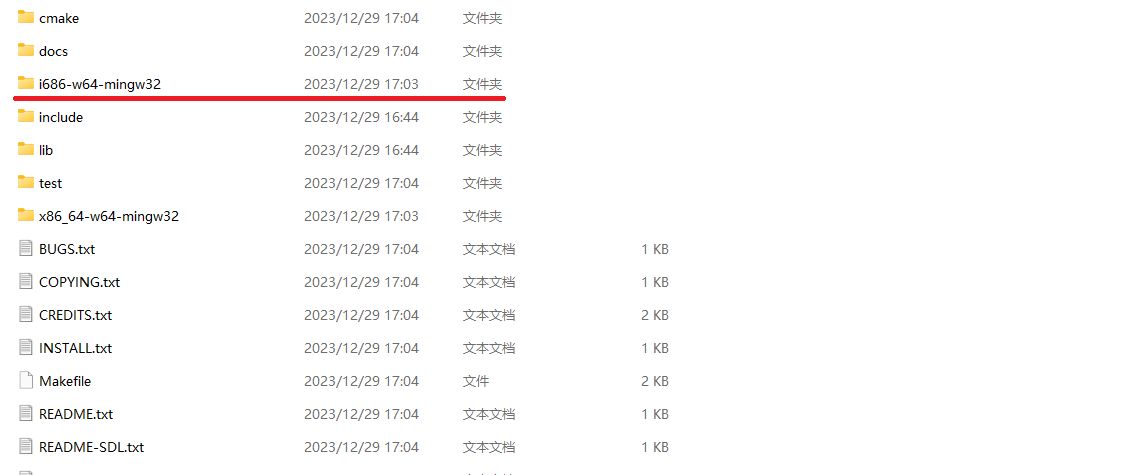 cmake 2023/12/29 17:04 文件夹
docs 2023/12/29 17:04 文件夹
i686-w64-mingw32 2023/12/29 17:03 文件夹
include 2023/12/29 16:44 文件夹
lib 2023/12/29 16:44 文件夹
test 2023/12/29 17:04 文件夹
x86_64-w64-mingw32 2023/12/29 17:03 文件夹
BUGS.txt 2023/12/29 17:04 文本文档 1 KB
COPYING.txt 2023/12/29 17:04 文本文档 1 KB
CREDITS.txt 2023/12/29 17:04 文本文档 2 KB
INSTALL.txt 2023/12/29 17:04 文本文档 1 KB
Makefile 2023/12/29 17:04 文件 2 KB
README.txt 2023/12/29 17:04 文本文档 1 KB
README-SDL.txt 2023/12/29 17:04 文本文档 1 KB